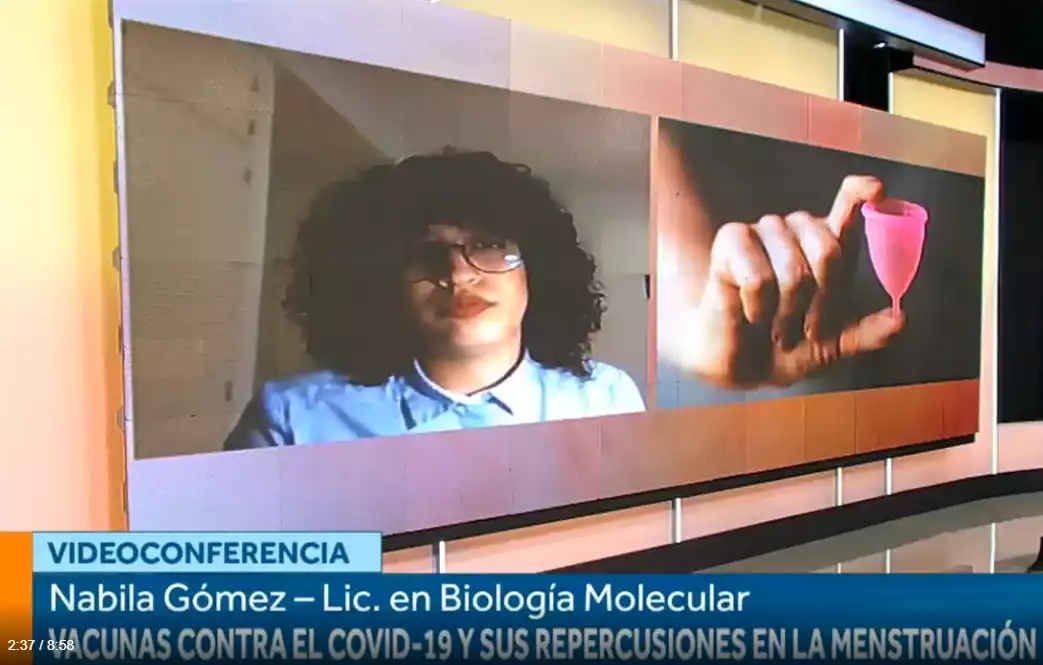 VIDEOCONFERENCIA
Nabila Gómez – Lic. en Biología Molecular
VACUNAS CONTRA EL COVID-19 Y SUS REPERCUSIONES EN LA MENSTRUACIÓN
2:37 / 8:58